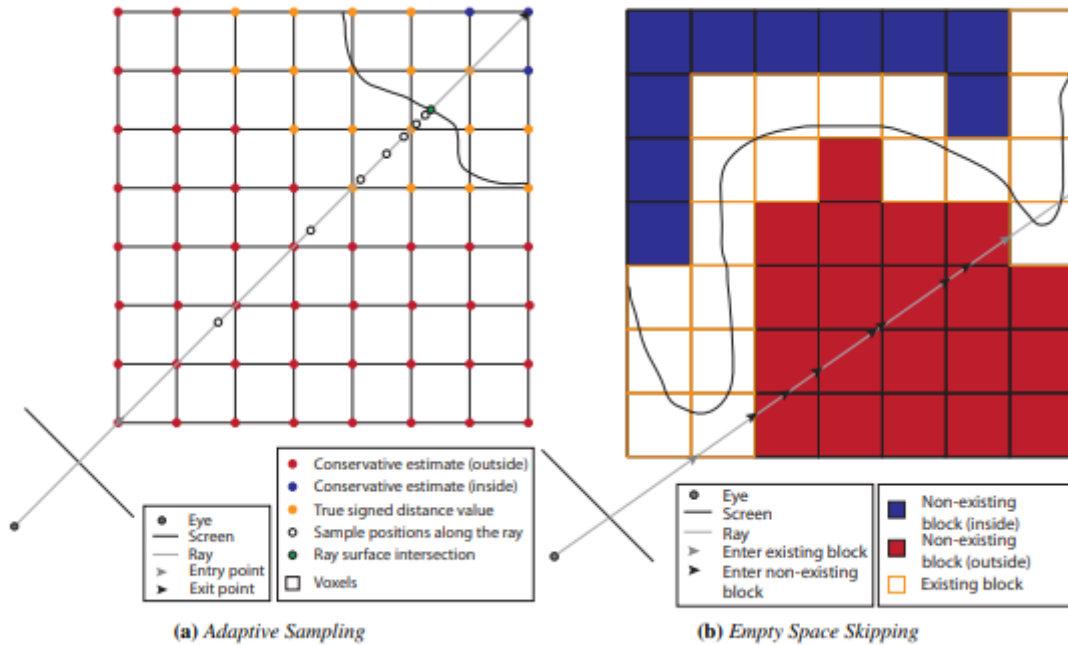 Eye
Screen
Ray
Entry point
Exit point
Conservative estimate (outside)
Conservative estimate (inside)
True signed distance value
Sample positions along the ray
Ray surface intersection
Voxels
(a) Adaptive Sampling
Eye
Screen
Ray
Enter existing block
Enter non-existing
block
Non-existing
block (inside)
Non-existing
block (outside)
Existing block
(b) Empty Space Skipping